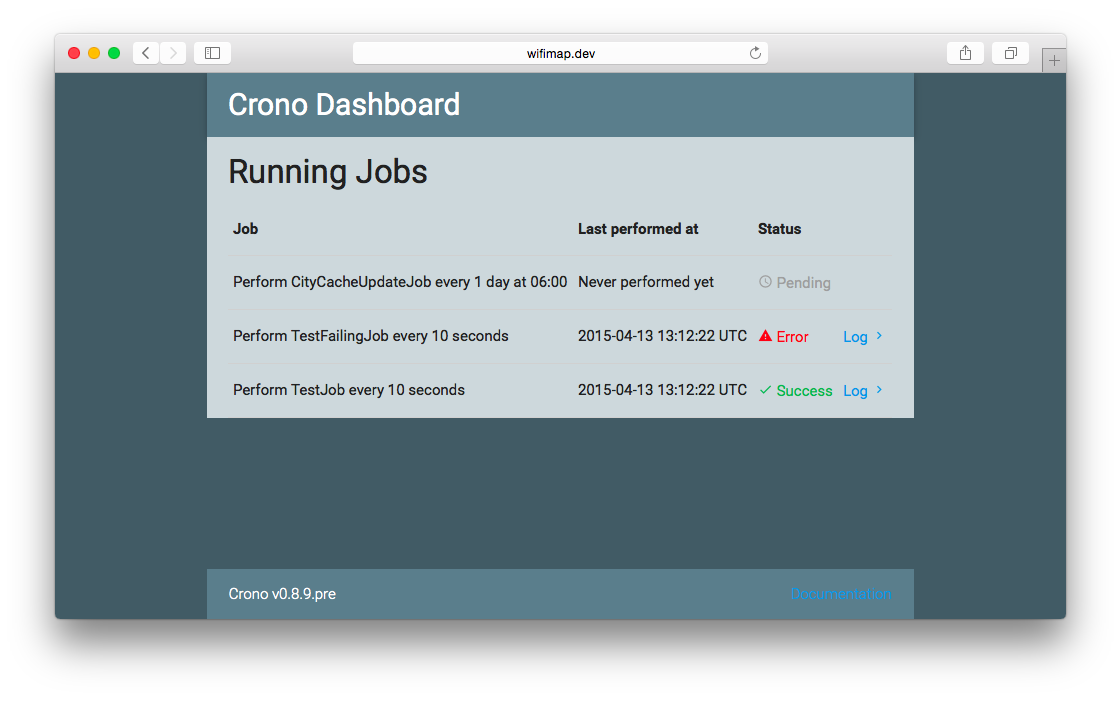 wifimap.dev
Crono Dashboard
Running Jobs
Job Last performed at Status
Perform CityCacheUpdateJob every 1 day at 06:00 Never performed yet Pending
Perform TestFailingJob every 10 seconds 2015-04-13 13:12:22 UTC Error Log
Perform TestJob every 10 seconds 2015-04-13 13:12:22 UTC Success Log
Crono v0.8.9.pre Documentation